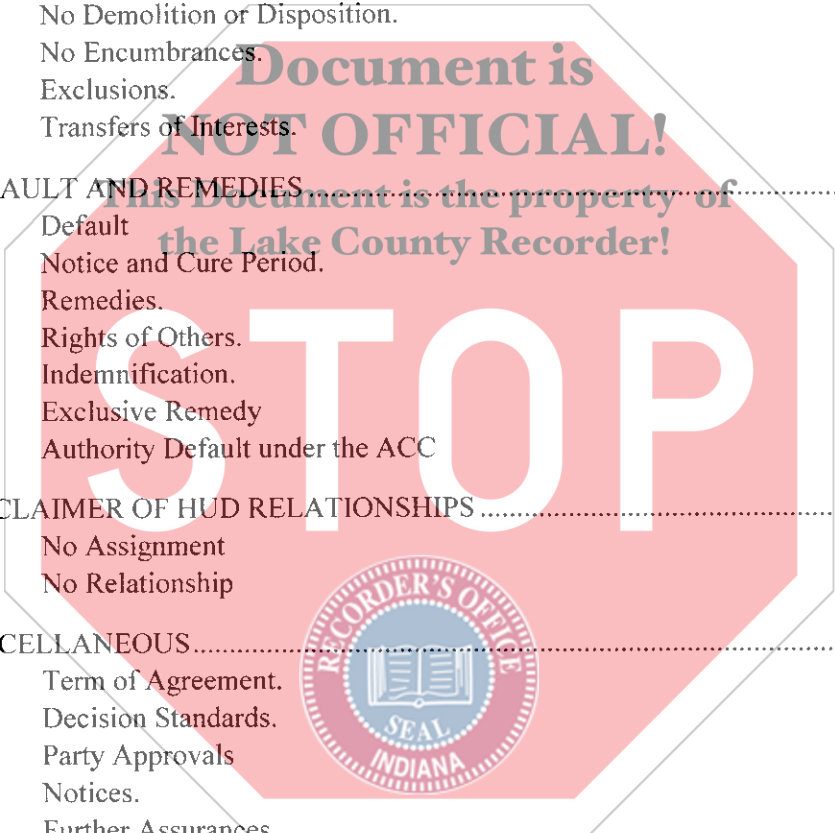 No Demolition or Disposition.
No Encumbrances.
Document is
Exclusions.
NOT OFFICIAL!
Transfers of Interests.
AULT AND REMEDIES
This Document is the property of
Default
the Lake County Recorder!
Notice and Cure Period.
Remedies.
Rights of Others.
STOP
Indemnification.
Exclusive Remedy
Authority Default under the ACC
CLAIMER OF HUD RELATIONSHIPS
No Assignment
No Relationship
RECORDER'S OFFICE
CELLANEOUS
Term of Agreement.
Decision Standards.
SEAL
Party Approvals
INDIANA
Notices.
Further Assurances